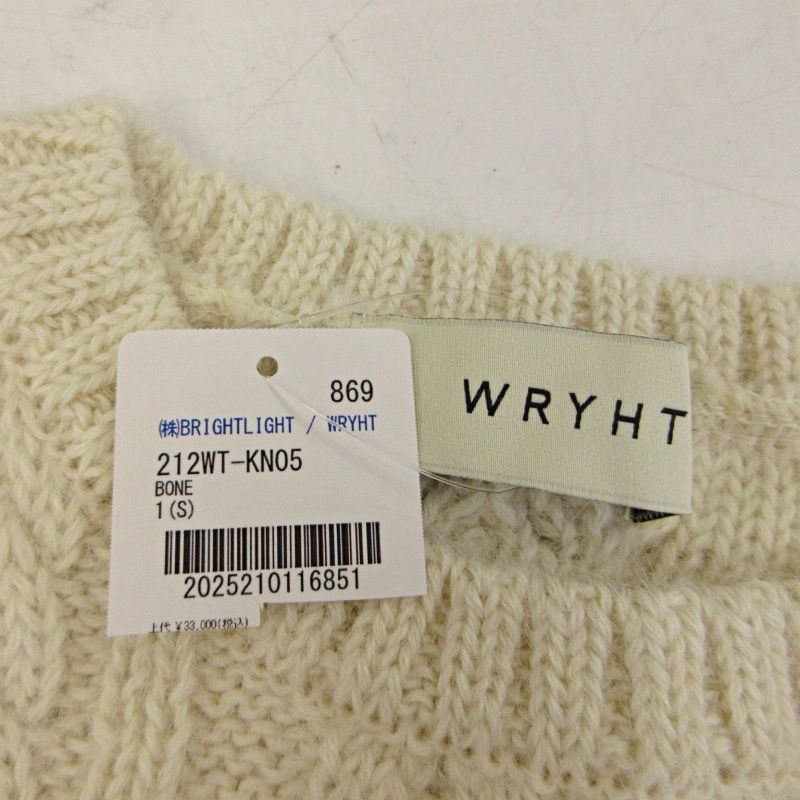 869
㈱BRIGHTLIGHT / WRYHT
212WT-KN05
BONE
1(S)
2025210116851
上代 ¥33,000(税込)
WRYHT